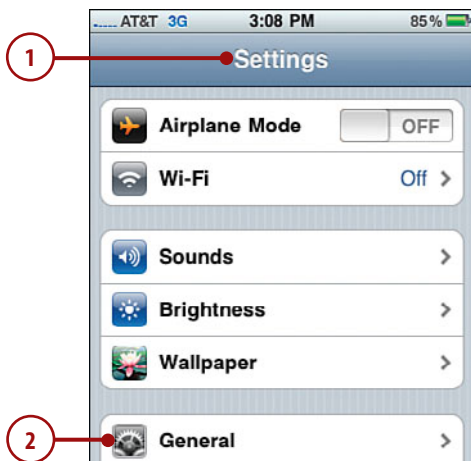 AT&T 3G 3:08 PM 85%
1
Settings
Airplane Mode OFF
Wi-Fi Off
Sounds
Brightness
Wallpaper
2
General